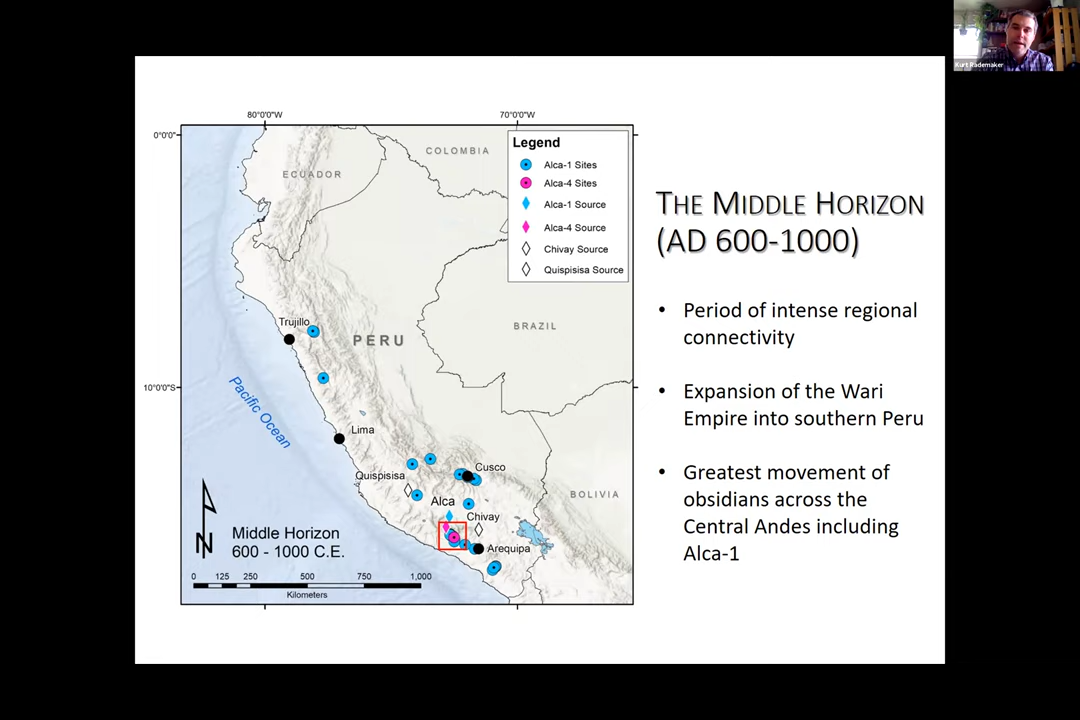 Kurt Rademaker
80°0'0"W
70°0'0"W
0°0'0"
10°0'0"S
COLOMBIA
ECUADOR
PERU
BRAZIL
BOLIVIA
Legend
Alca-1 Sites
Alca-4 Sites
Alca-1 Source
Alca-4 Source
Chivay Source
Quispisisa Source
Trujillo
Pacific Ocean
Lima
Cusco
Quispisisa
Alca
Chivay
Arequipa
N
Middle Horizon
600 - 1000 C.E.
0 125 250 500 750 1,000
Kilometers
THE MIDDLE HORIZON
(AD 600-1000)
• Period of intense regional
connectivity
• Expansion of the Wari
Empire into southern Peru
• Greatest movement of
obsidians across the
Central Andes including
Alca-1